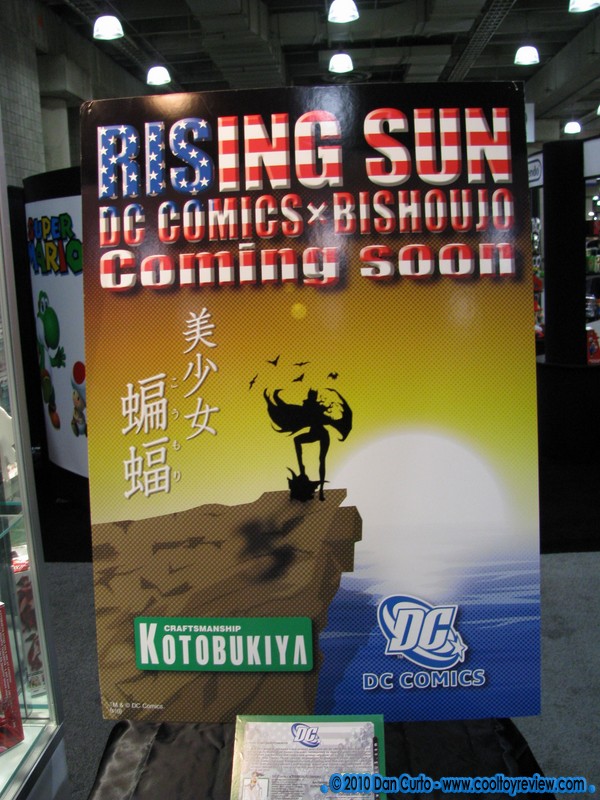 RISING SUN
DC COMICS × BISHOUJO
Coming soon
美少女
蝙蝠
こうもり
CRAFTSMANSHIP
KOTOBUKIYA
DC
DC COMICS
TM & © DC Comics
SUPER
MARIO
DC
© 2010 Dan Curto - www.cooltoyreview.com